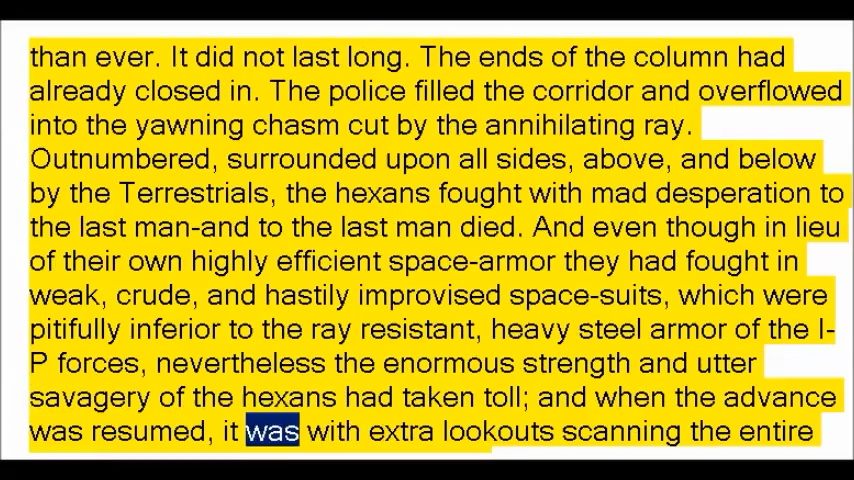 than ever. It did not last long. The ends of the column had
already closed in. The police filled the corridor and overflowed
into the yawning chasm cut by the annihilating ray.
Outnumbered, surrounded upon all sides, above, and below
by the Terrestrials, the hexans fought with mad desperation to
the last man-and to the last man died. And even though in lieu
of their own highly efficient space-armor they had fought in
weak, crude, and hastily improvised space-suits, which were
pitifully inferior to the ray resistant, heavy steel armor of the I-
P forces, nevertheless the enormous strength and utter
savagery of the hexans had taken toll; and when the advance
was resumed, it was with extra lookouts scanning the entire